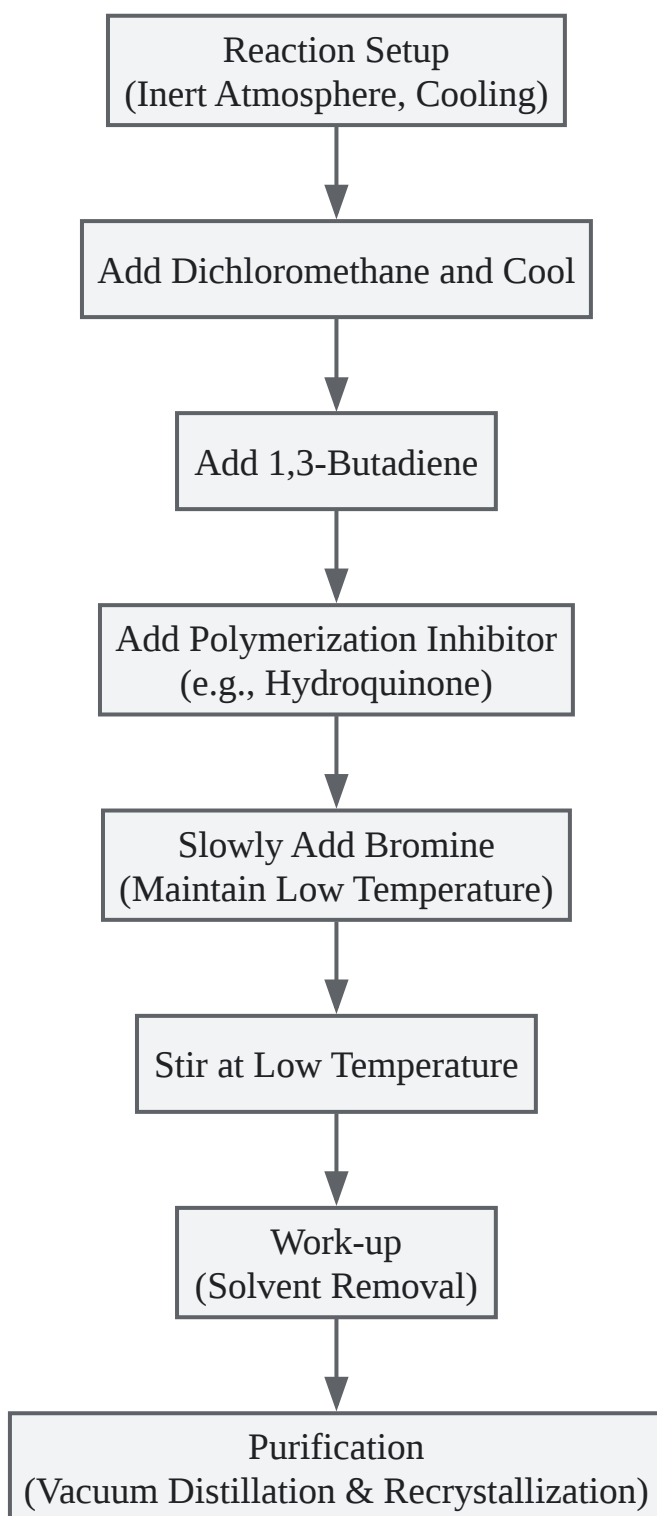 Reaction Setup
(Inert Atmosphere, Cooling)
Add Dichloromethane and Cool
Add 1,3-Butadiene
Add Polymerization Inhibitor
(e.g., Hydroquinone)
Slowly Add Bromine
(Maintain Low Temperature)
Stir at Low Temperature
Work-up
(Solvent Removal)
Purification
(Vacuum Distillation & Recrystallization)